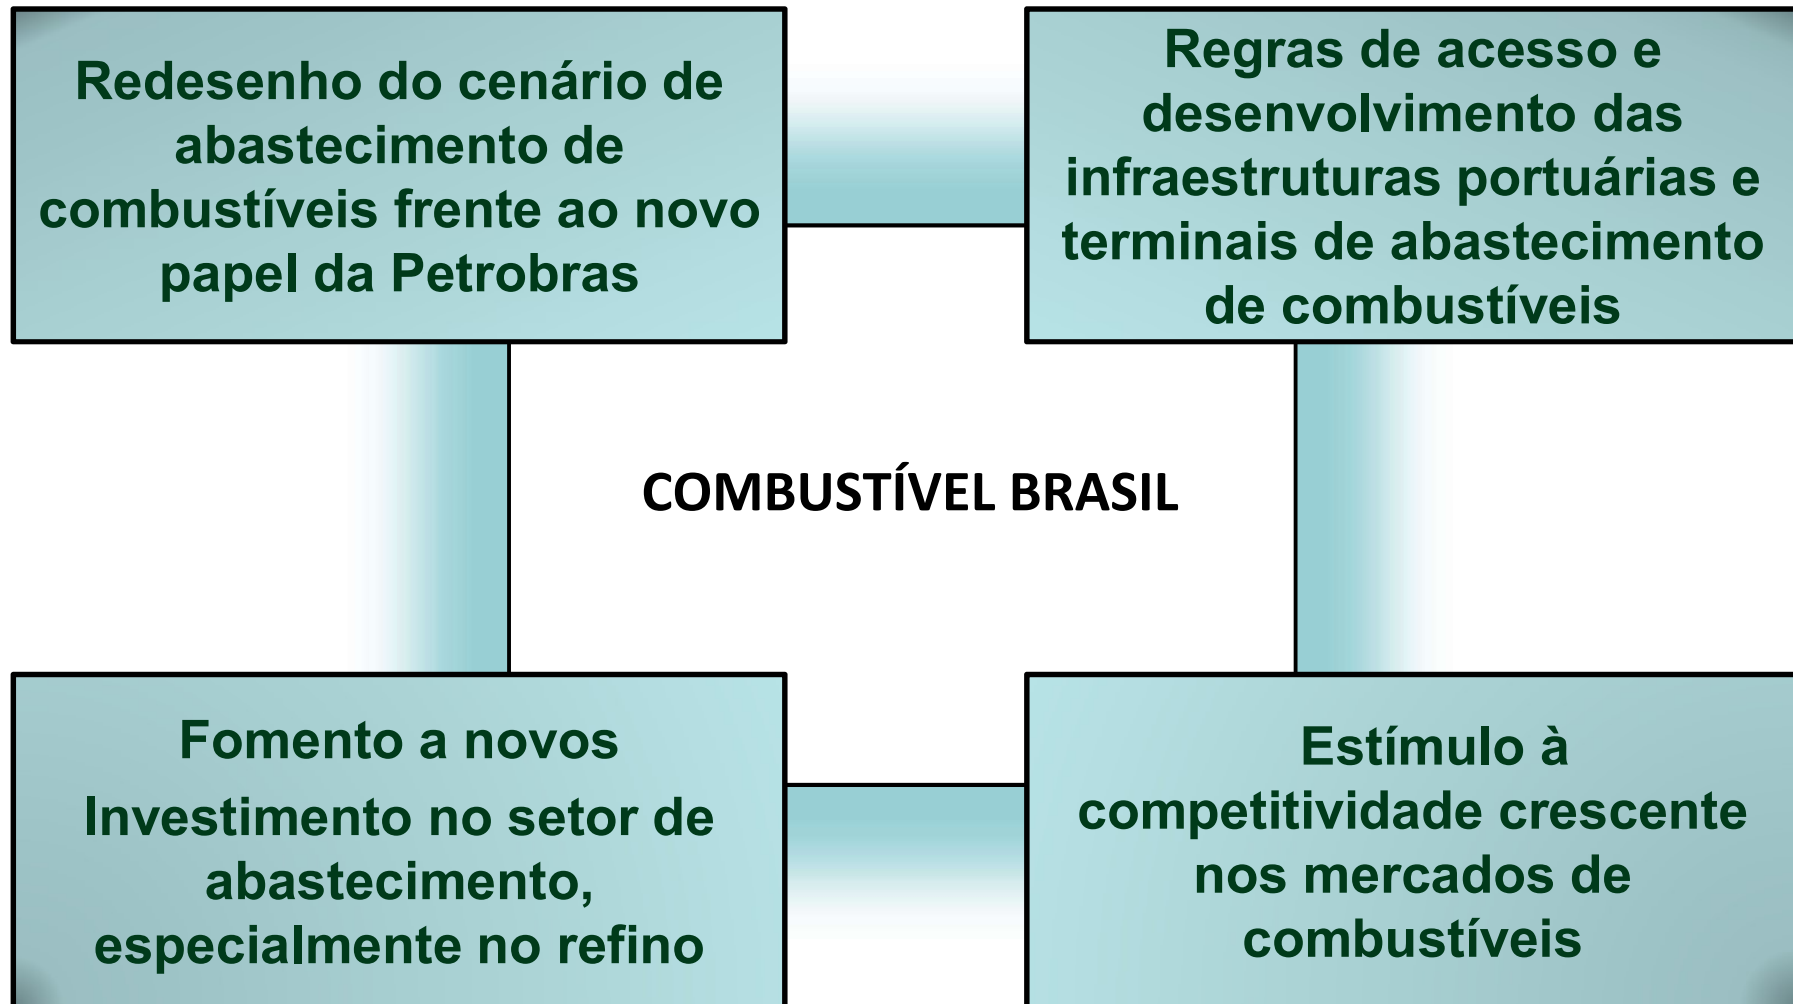 Redesenho do cenário de
abastecimento de
combustíveis frente ao novo
papel da Petrobras
Regras de acesso e
desenvolvimento das
infraestruturas portuárias e
terminais de abastecimento
de combustíveis
COMBUSTÍVEL BRASIL
Fomento a novos
Investimento no setor de
abastecimento,
especialmente no refino
Estímulo à
competitividade crescente
nos mercados de
combustíveis